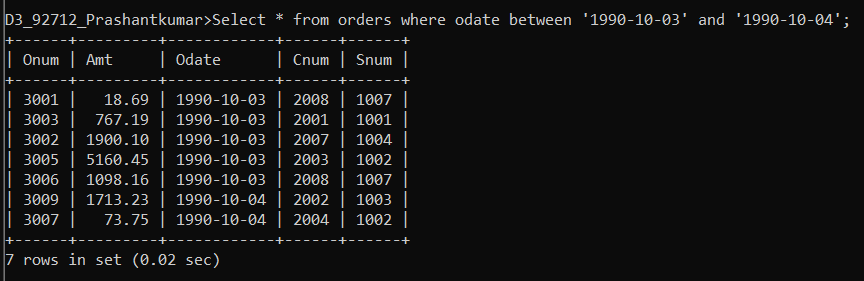 D3_92712_Prashantkumar>Select * from orders where odate between '1990-10-03' and '1990-10-04';
+------+---------+------------+------+------+
| Onum | Amt     | Odate      | Cnum | Snum |
+------+---------+------------+------+------+
| 3001 |   18.69 | 1990-10-03 | 2008 | 1007 |
| 3003 |  767.19 | 1990-10-03 | 2001 | 1001 |
| 3002 | 1900.10 | 1990-10-03 | 2007 | 1004 |
| 3005 | 5160.45 | 1990-10-03 | 2003 | 1002 |
| 3006 | 1098.16 | 1990-10-03 | 2008 | 1007 |
| 3009 | 1713.23 | 1990-10-04 | 2002 | 1003 |
| 3007 |   73.75 | 1990-10-04 | 2004 | 1002 |
+------+---------+------------+------+------+
7 rows in set (0.02 sec)